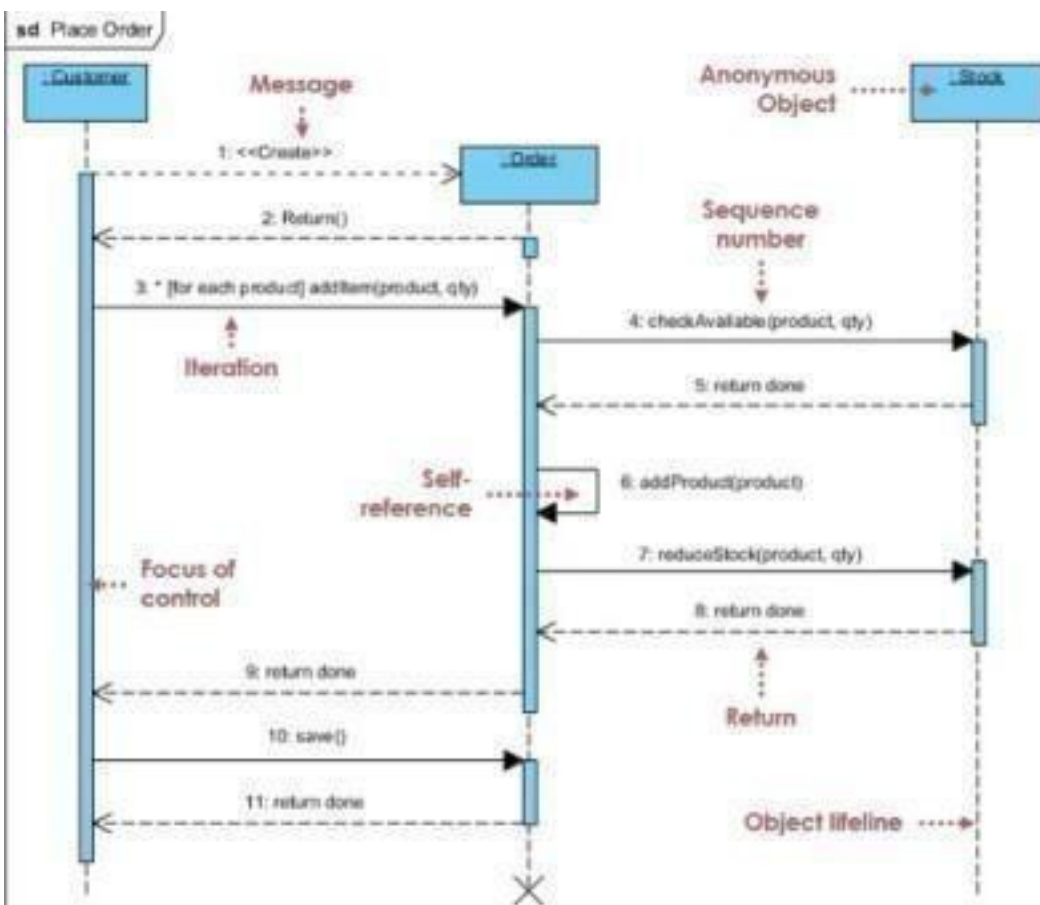 sd Place Order
: Customer
Message
Anonymous
Object
: Stock
1: <<Create>>
: Order
2: Return()
Sequence
number
3: * [for each product] addItem(product, qty)
4: checkAvailable(product, qty)
Iteration
5: return done
Self-
reference
6: addProduct(product)
7: reduceStock(product, qty)
Focus of
control
8: return done
9: return done
Return
10: save()
11: return done
Object lifeline